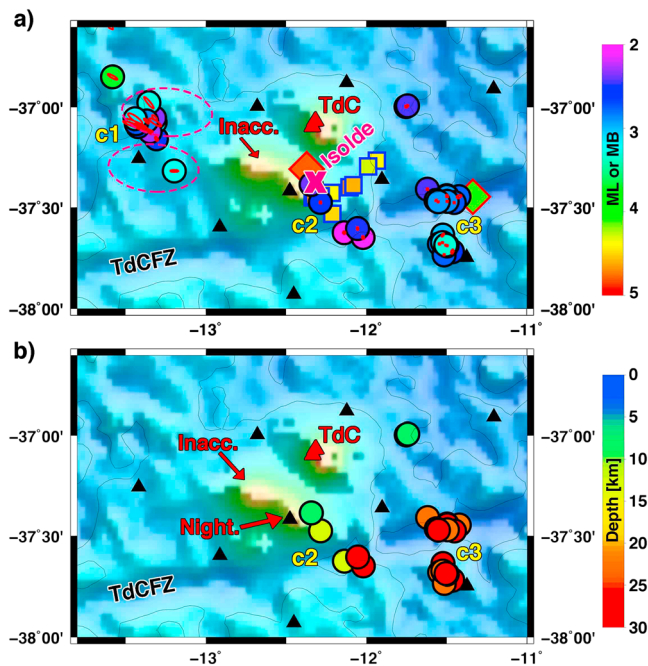 a)
−37°00'
−37°30'
−38°00'
c1
Inacc.
TdC
Isolde
c2
c3
TdCFZ
−13°
−12°
−11°
2
3
4
5
ML or MB
b)
−37°00'
−37°30'
−38°00'
Inacc.
TdC
Night.
c2
c3
TdCFZ
−13°
−12°
−11°
0
5
10
15
20
25
30
Depth [km]